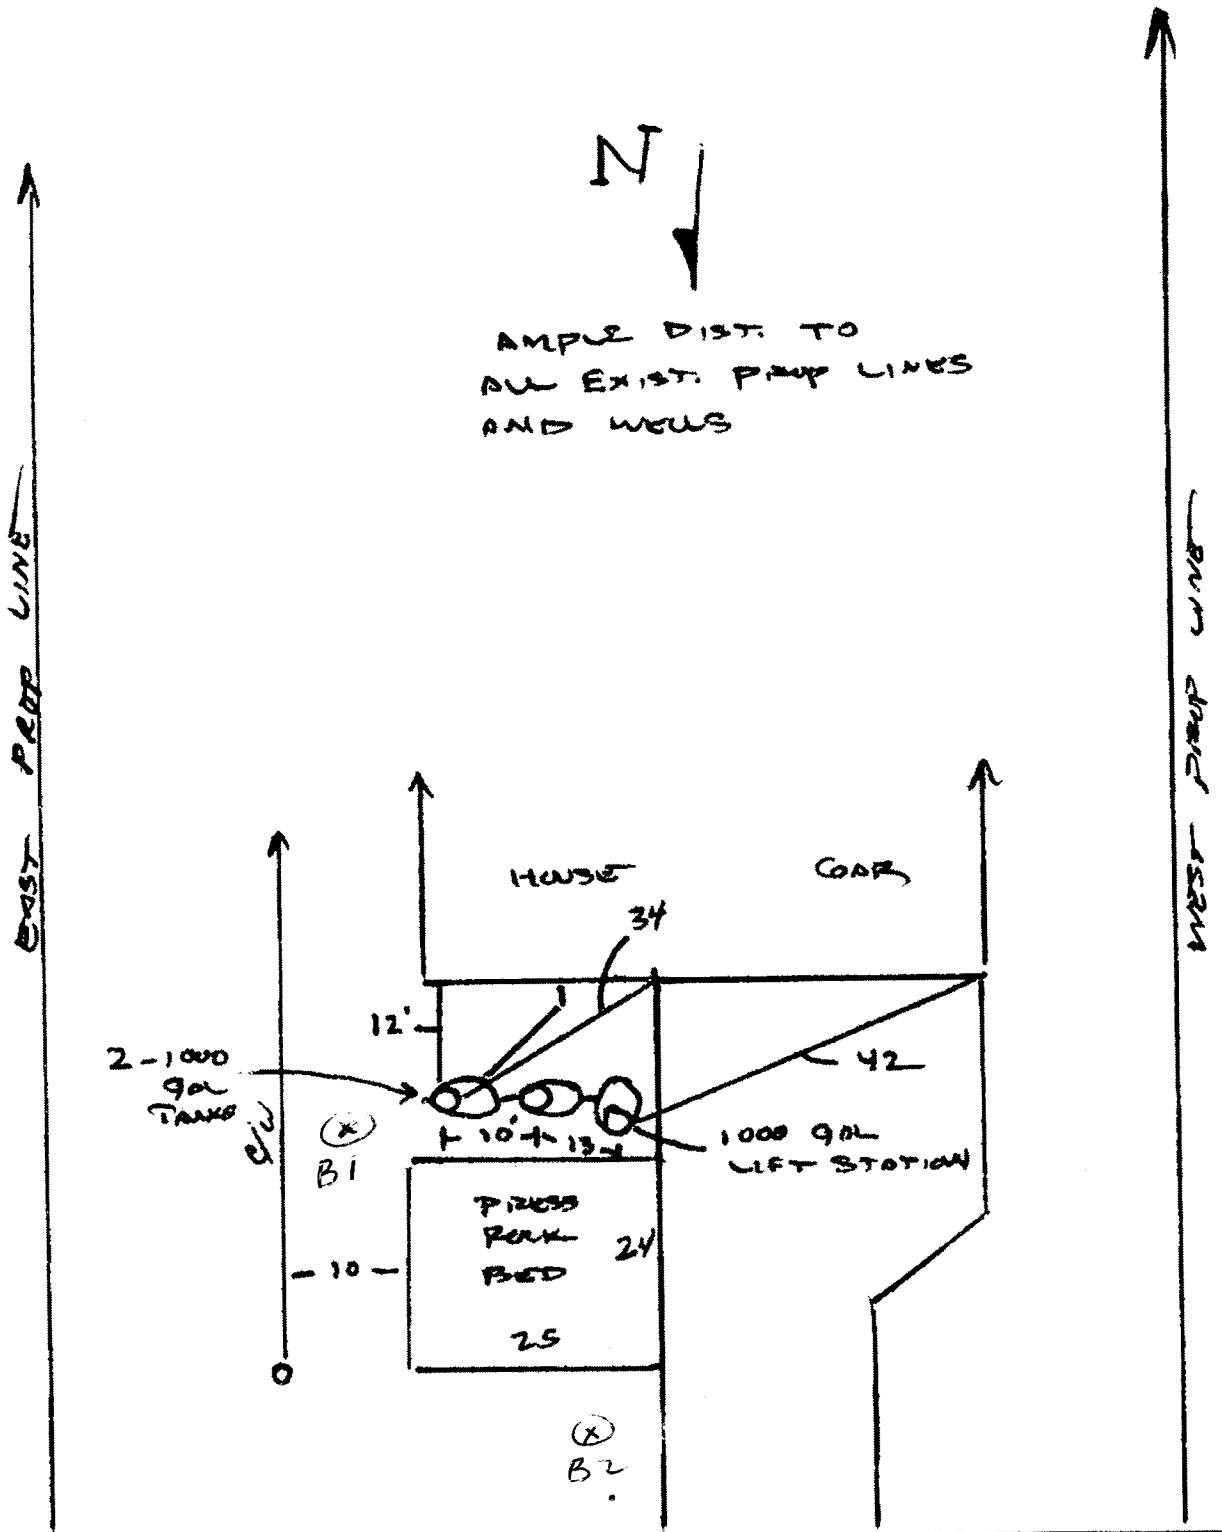 N
AMPLE DIST. TO
ALL EXIST. PROP LINES
AND WELLS
EAST PROP LINE
WEST PROP LINE
HOUSE
GAR
34
1
12'
2-1000
gal
TANKS
42
B1
10'
13
1000 gal
LIFT STATION
PRESS
ROCK
BED
24
10
25
B2